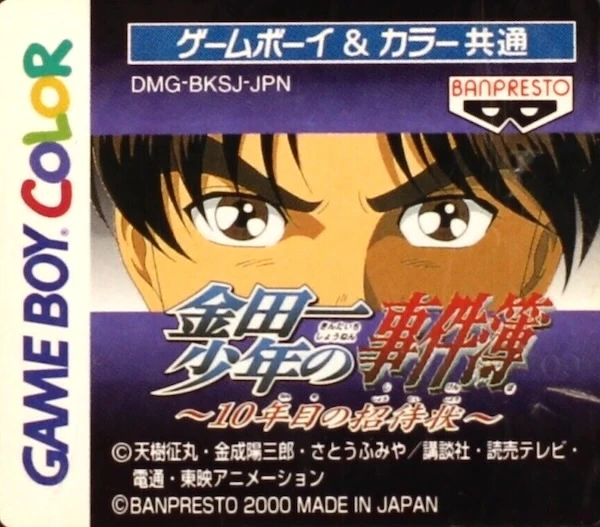 ゲームボーイ & カラー共通
DMG-BKSJ-JPN
BANPRESTO
GAME BOY COLOR
金田一
きんだいち
少年の
しょうねん
事件簿
じけんぼ
～10年目の招待状～
©天樹征丸・金成陽三郎・さとうふみや／講談社・読売テレビ・
電通・東映アニメーション
©BANPRESTO 2000 MADE IN JAPAN